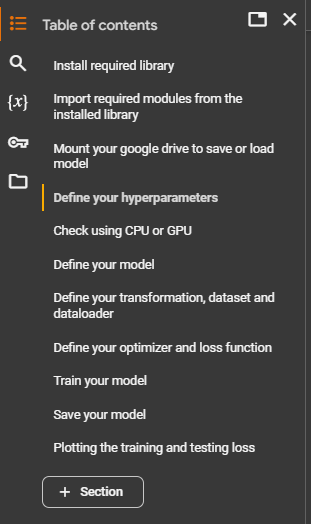 Table of contents
Install required library
{x}
Import required modules from the
installed library
Mount your google drive to save or load
model
Define your hyperparameters
Check using CPU or GPU
Define your model
Define your transformation, dataset and
dataloader
Define your optimizer and loss function
Train your model
Save your model
Plotting the training and testing loss
+ Section